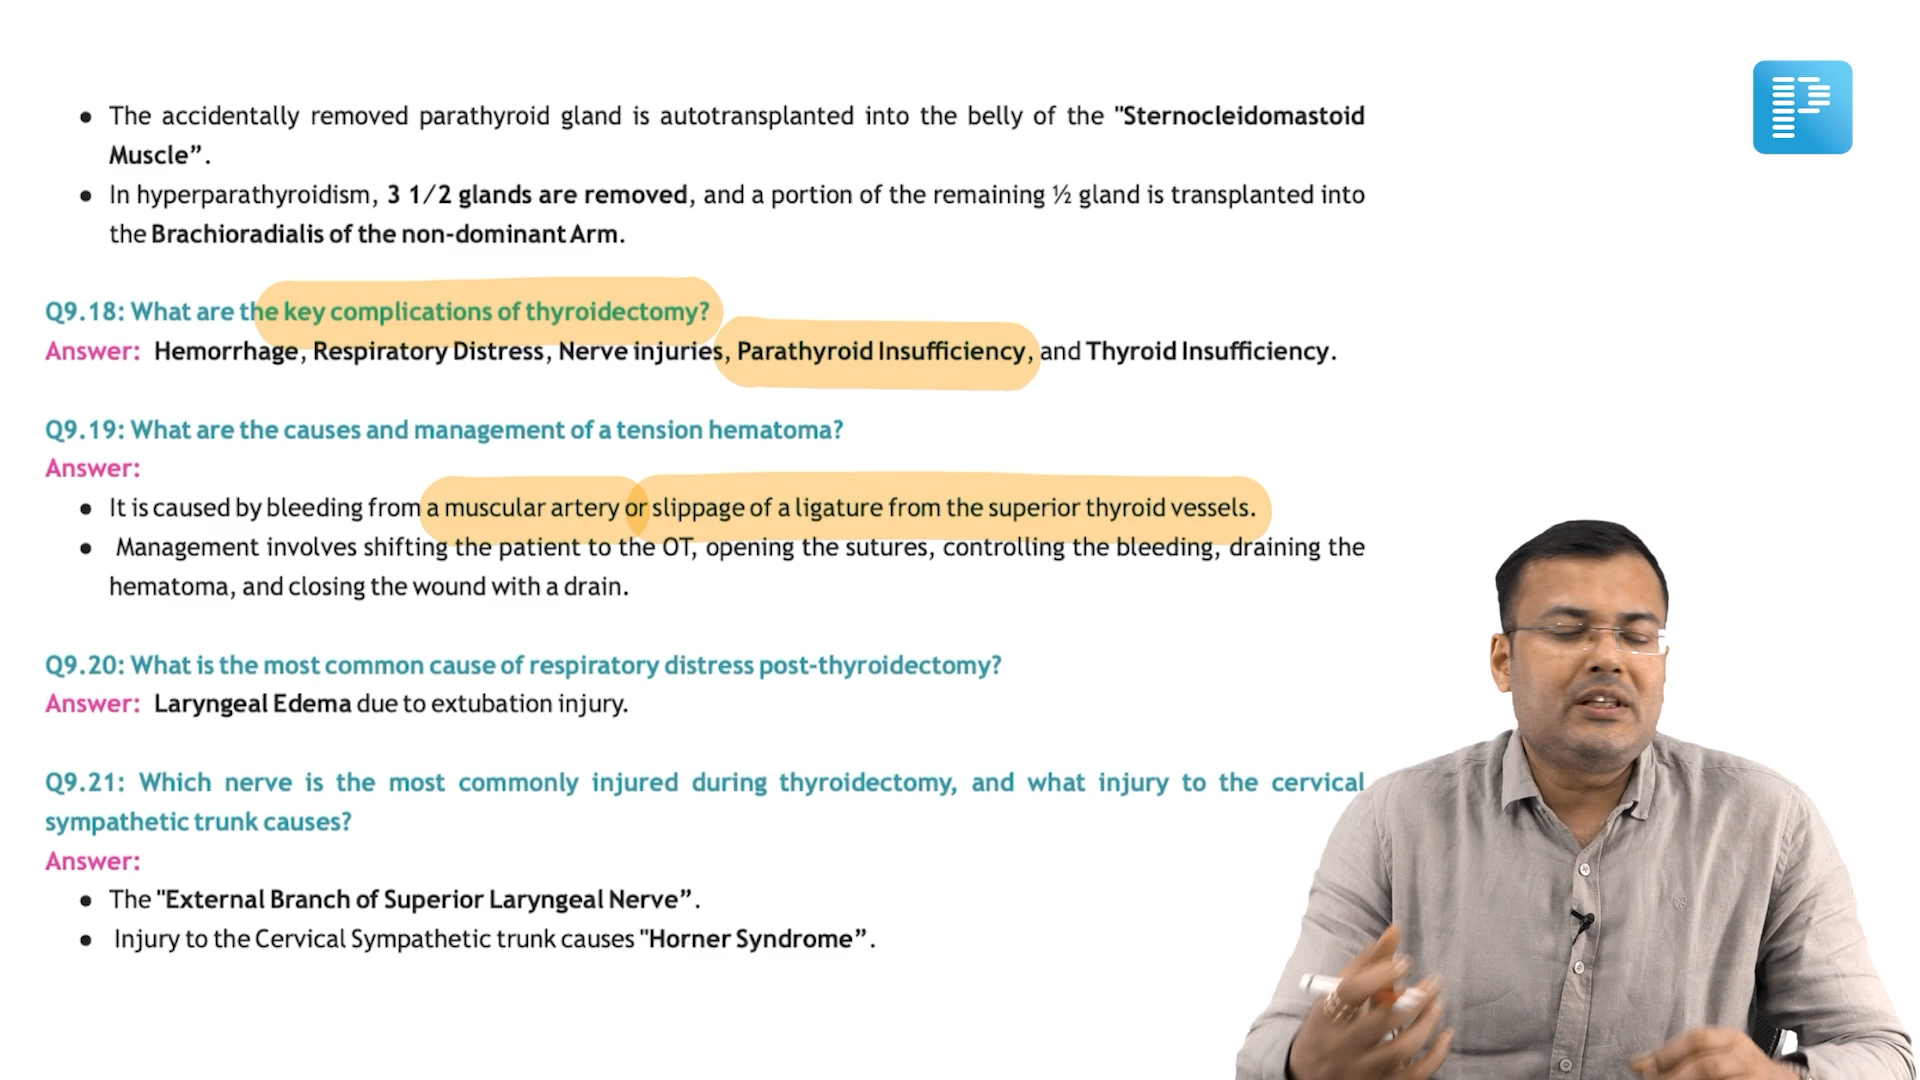 ● The accidentally removed parathyroid gland is autotransplanted into the belly of the "Sternocleidomastoid
Muscle”.
● In hyperparathyroidism, 3 1/2 glands are removed, and a portion of the remaining ½ gland is transplanted into
the Brachioradialis of the non-dominant Arm.
Q9.18: What are the key complications of thyroidectomy?
Answer: Hemorrhage, Respiratory Distress, Nerve injuries, Parathyroid Insufficiency, and Thyroid Insufficiency.
Q9.19: What are the causes and management of a tension hematoma?
Answer:
● It is caused by bleeding from a muscular artery or slippage of a ligature from the superior thyroid vessels.
● Management involves shifting the patient to the OT, opening the sutures, controlling the bleeding, draining the
hematoma, and closing the wound with a drain.
Q9.20: What is the most common cause of respiratory distress post-thyroidectomy?
Answer: Laryngeal Edema due to extubation injury.
Q9.21: Which nerve is the most commonly injured during thyroidectomy, and what injury to the cervical
sympathetic trunk causes?
Answer:
● The "External Branch of Superior Laryngeal Nerve”.
● Injury to the Cervical Sympathetic trunk causes "Horner Syndrome”.